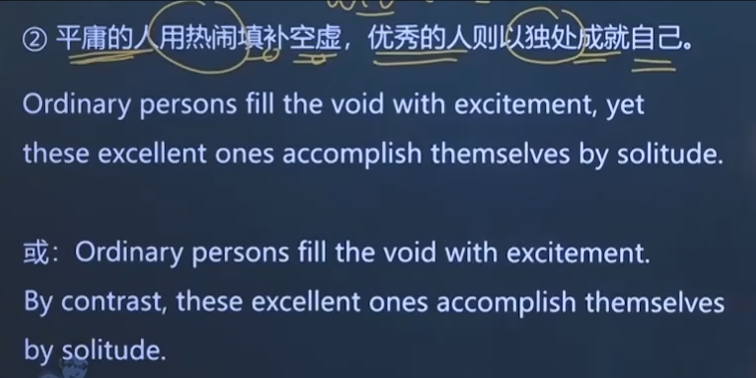 ② 平庸的人用热闹填补空虚，优秀的人则以独处成就自己。
Ordinary persons fill the void with excitement, yet
these excellent ones accomplish themselves by solitude.
或：Ordinary persons fill the void with excitement.
By contrast, these excellent ones accomplish themselves
by solitude.